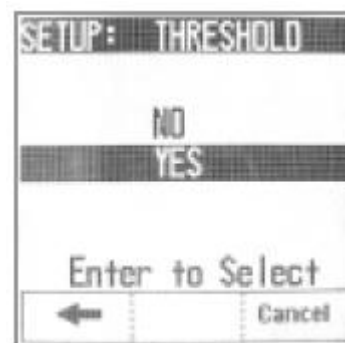 SETUP: THRESHOLD
NO
YES
Enter to Select
Cancel